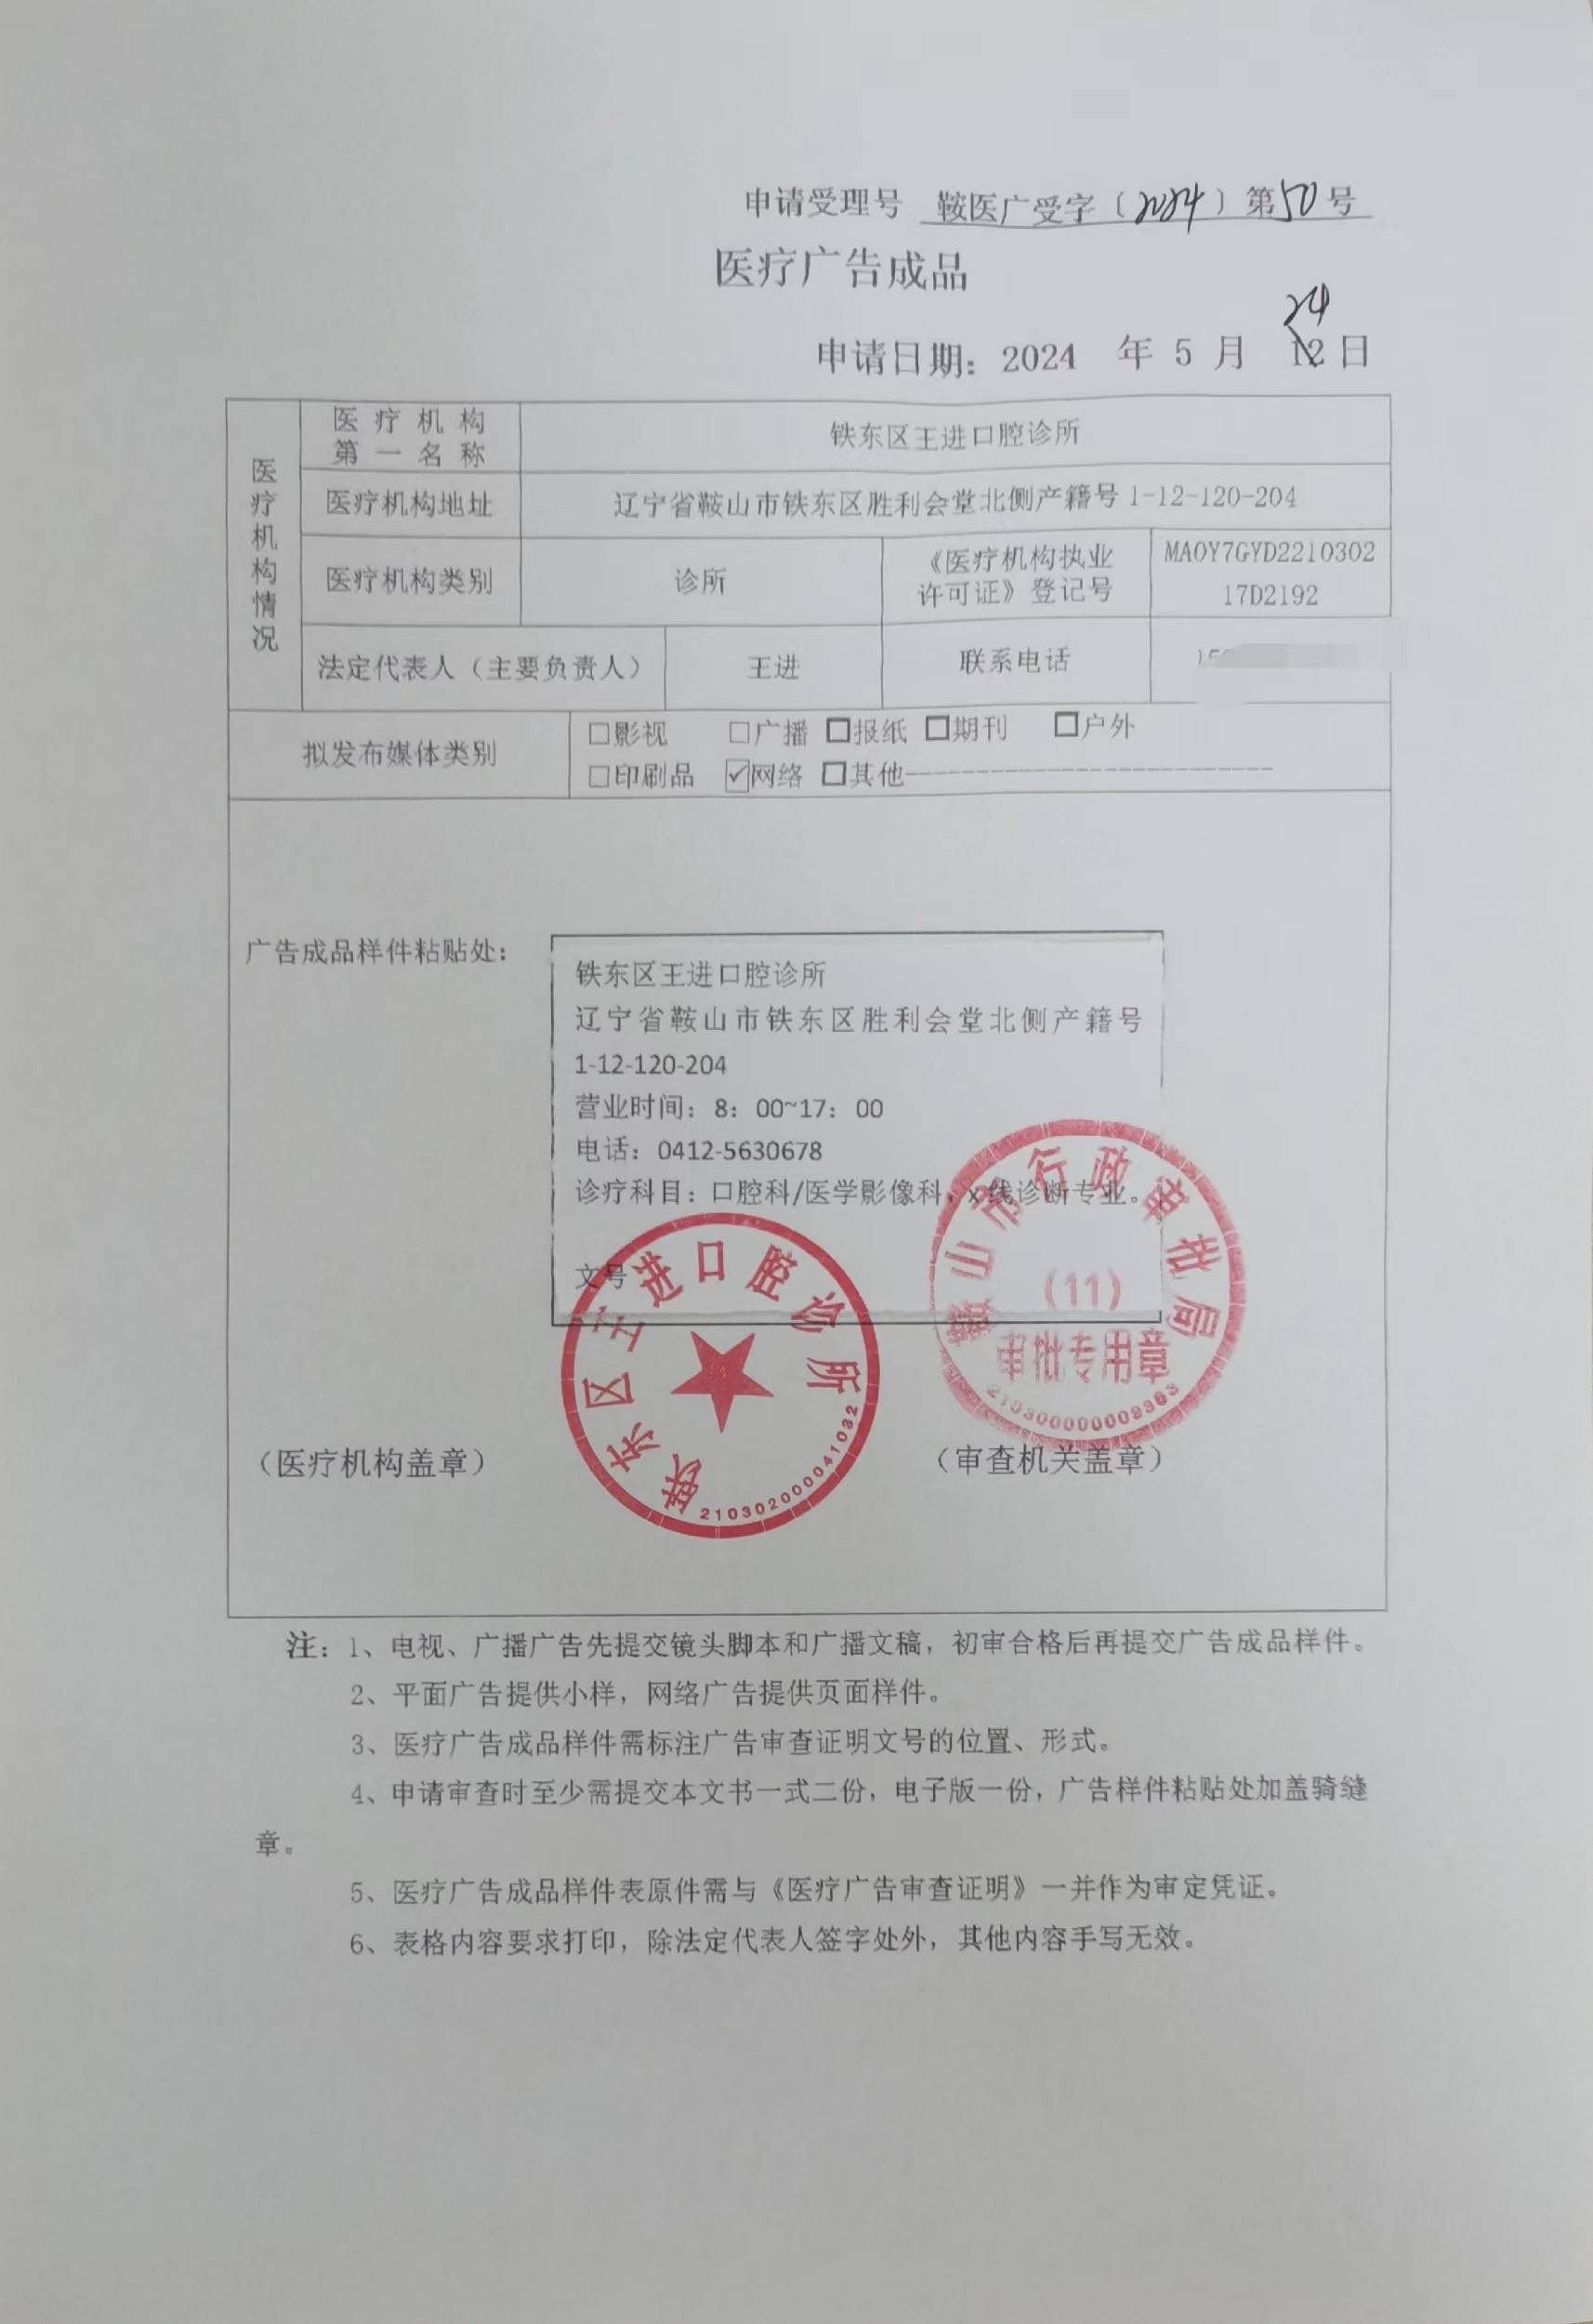 申请受理号 鞍医广受字〔2024〕第50号
医疗广告成品
24
申请日期：2024 年 5 月 12日
医疗机构情况
医疗机构第一名称
铁东区王进口腔诊所
医疗机构地址
辽宁省鞍山市铁东区胜利会堂北侧产籍号 1-12-120-204
医疗机构类别
诊所
《医疗机构执业许可证》登记号
MA0Y7GYD2210302
17D2192
法定代表人（主要负责人）
王进
联系电话
拟发布媒体类别
□影视 □广播 □报纸 □期刊 □户外
□印刷品 ☑网络 □其他
广告成品样件粘贴处：
铁东区王进口腔诊所
辽宁省鞍山市铁东区胜利会堂北侧产籍号
1-12-120-204
营业时间：8：00~17：00
电话：0412-5630678
诊疗科目：口腔科/医学影像科，x线诊断专业。
文号
铁东区王进口腔诊所
210302000041032
鞍山市行政审批局
(11)
审批专用章
2103000000009363
（医疗机构盖章）
（审查机关盖章）
注：1、电视、广播广告先提交镜头脚本和广播文稿，初审合格后再提交广告成品样件。
2、平面广告提供小样，网络广告提供页面样件。
3、医疗广告成品样件需标注广告审查证明文号的位置、形式。
4、申请审查时至少需提交本文书一式二份，电子版一份，广告样件粘贴处加盖骑缝
章。
5、医疗广告成品样件表原件需与《医疗广告审查证明》一并作为审定凭证。
6、表格内容要求打印，除法定代表人签字处外，其他内容手写无效。